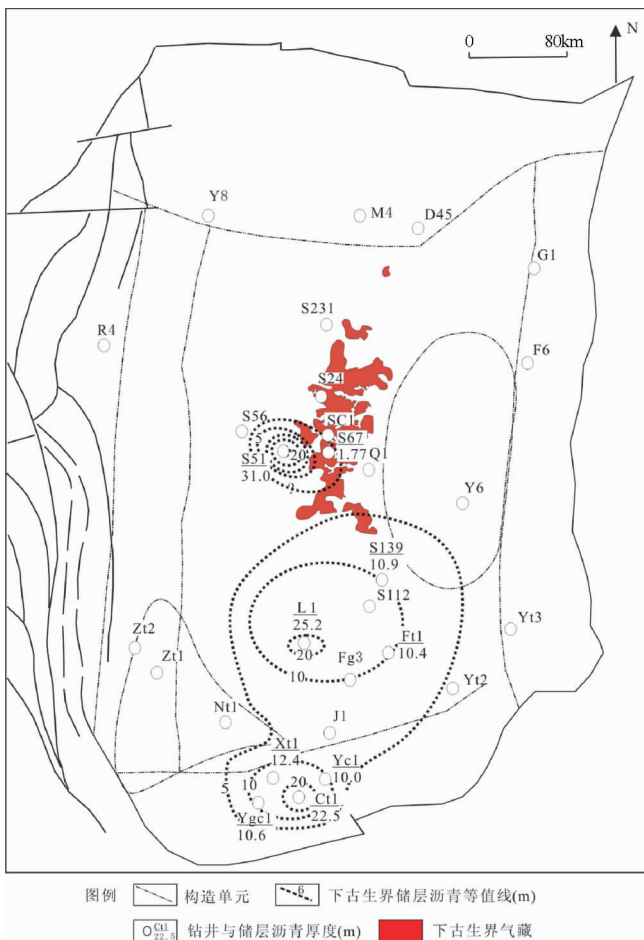 0 80km N
Y8
M4
D45
G1
S231
R4
F6
S24
S56
SC1
5
S67
20
1.77
Q1
S51
31.0
Y6
S139
10.9
S112
L1
25.2
Yt3
Zt2
Ft1
20
10.4
Zt1
10
Fg3
Yt2
Nt1
J1
Xt1
12.4
Yc1
10.0
5
10
20
Ct1
22.5
Ygc1
10.6
图例 构造单元 6 下古生界储层沥青等值线(m)
Ct1
22.5
钻井与储层沥青厚度(m) 下古生界气藏